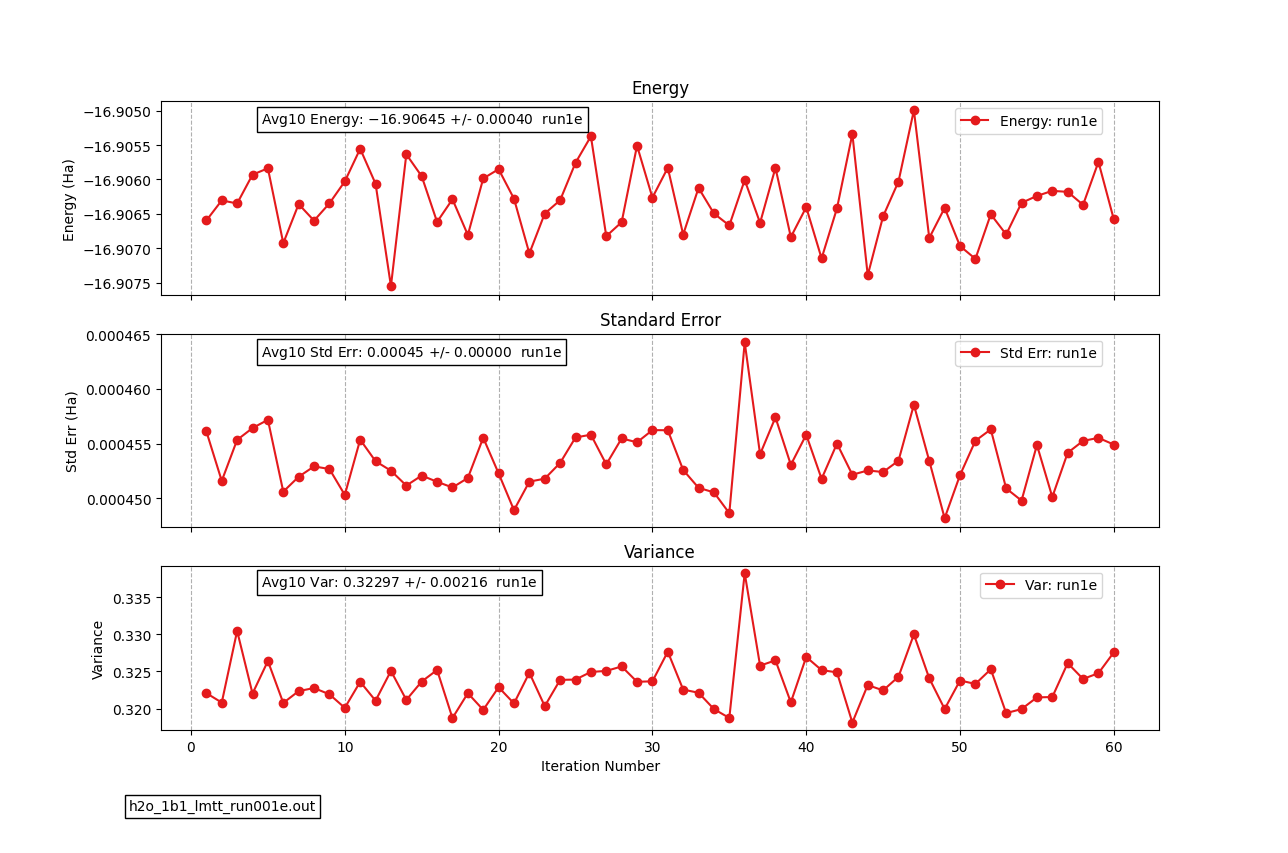 Energy
Avg10 Energy: −16.90645 +/- 0.00040  run1e
Energy: run1e
Energy (Ha)
−16.9050
−16.9055
−16.9060
−16.9065
−16.9070
−16.9075
Standard Error
Avg10 Std Err: 0.00045 +/- 0.00000  run1e
Std Err: run1e
Std Err (Ha)
0.000465
0.000460
0.000455
0.000450
Variance
Avg10 Var: 0.32297 +/- 0.00216  run1e
Var: run1e
Variance
0.335
0.330
0.325
0.320
0 10 20 30 40 50 60
Iteration Number
h2o_1b1_lmtt_run001e.out